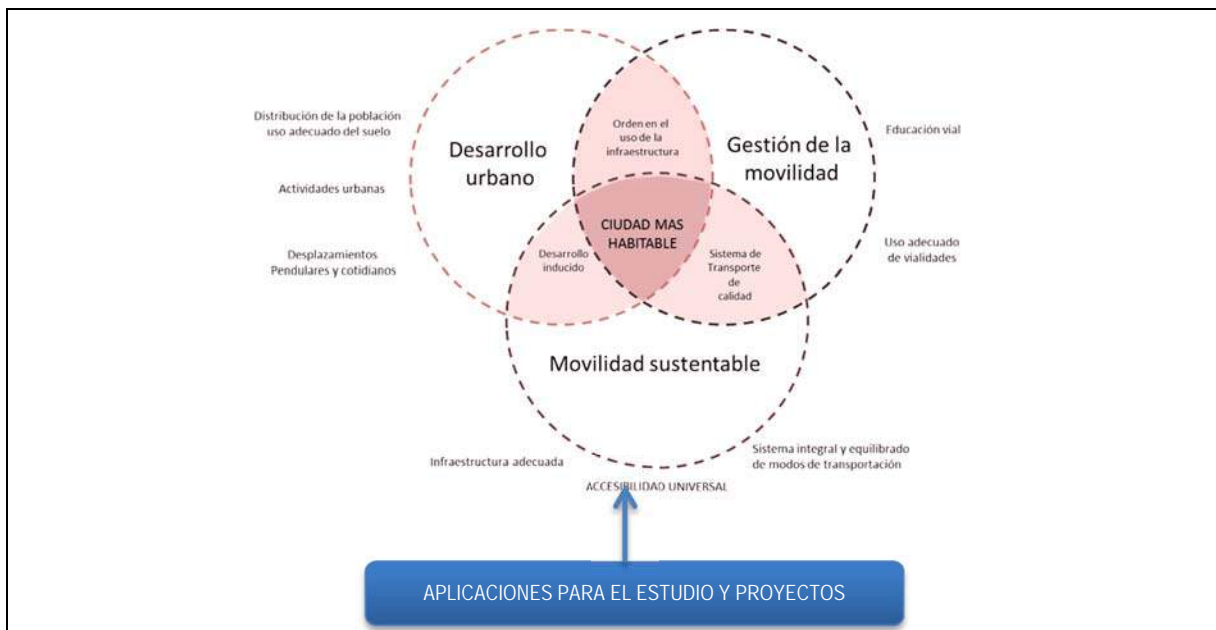 Distribución de la población
uso adecuado del suelo
Actividades urbanas
Desplazamientos
Pendulares y cotidianos
Desarrollo
urbano
Orden en el
uso de la
infraestructura
Gestión de la
movilidad
Educación vial
Uso adecuado
de vialidades
CIUDAD MAS
HABITABLE
Desarrollo
inducido
Sistema de
Transporte
de
calidad
Movilidad sustentable
Infraestructura adecuada
Sistema integral y equilibrado
de modos de transportación
ACCESIBILIDAD UNIVERSAL
APLICACIONES PARA EL ESTUDIO Y PROYECTOS